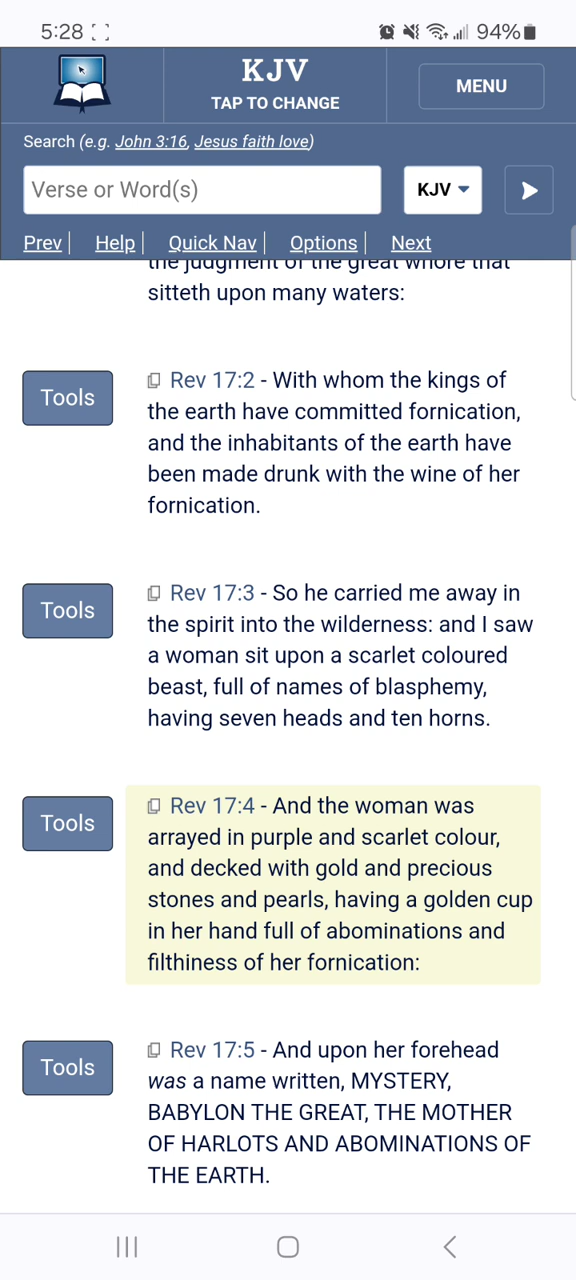 5:28 94%
KJV
TAP TO CHANGE
MENU
Search (e.g. John 3:16, Jesus faith love)
Verse or Word(s) KJV
Prev | Help | Quick Nav | Options | Next
the judgment of the great whore that
sitteth upon many waters:
Tools
Rev 17:2 - With whom the kings of
the earth have committed fornication,
and the inhabitants of the earth have
been made drunk with the wine of her
fornication.
Tools
Rev 17:3 - So he carried me away in
the spirit into the wilderness: and I saw
a woman sit upon a scarlet coloured
beast, full of names of blasphemy,
having seven heads and ten horns.
Tools
Rev 17:4 - And the woman was
arrayed in purple and scarlet colour,
and decked with gold and precious
stones and pearls, having a golden cup
in her hand full of abominations and
filthiness of her fornication:
Tools
Rev 17:5 - And upon her forehead
was a name written, MYSTERY,
BABYLON THE GREAT, THE MOTHER
OF HARLOTS AND ABOMINATIONS OF
THE EARTH.